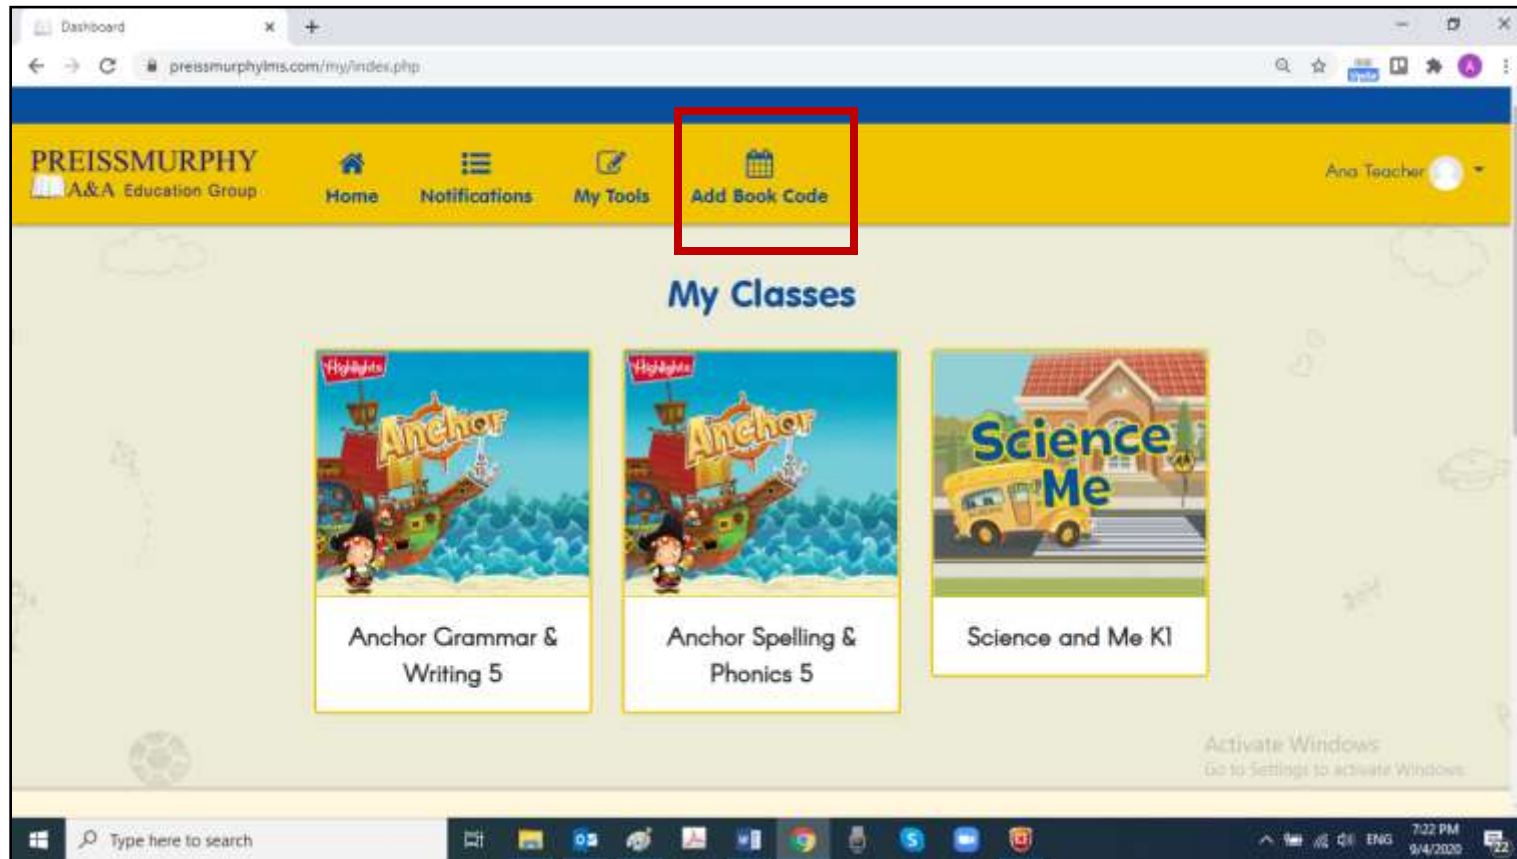 Dashboard
preissmurphylms.com/my/index.php
PREISSMURPHY
A&A Education Group
Home
Notifications
My Tools
Add Book Code
Ana Teacher
My Classes
Highlights
Anchor
Highlights
Anchor
Science
Me
Anchor Grammar &
Writing 5
Anchor Spelling &
Phonics 5
Science and Me K1
Activate Windows
Go to Settings to activate Windows.
Type here to search
ENG
7:22 PM
9/4/2020
22